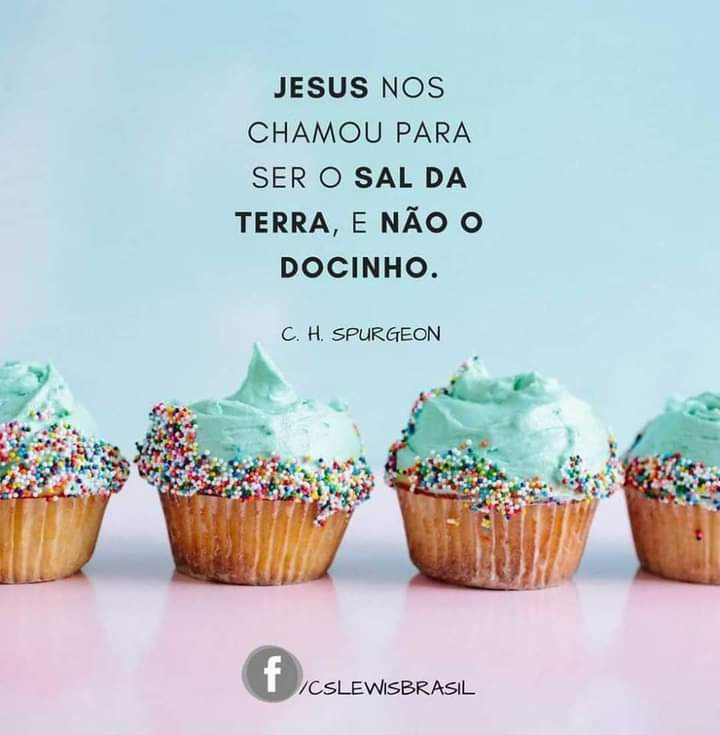 JESUS NOS
CHAMOU PARA
SER O SAL DA
TERRA, E NÃO O
DOCINHO.
C. H. SPURGEON
f /CSLEWISBRASIL